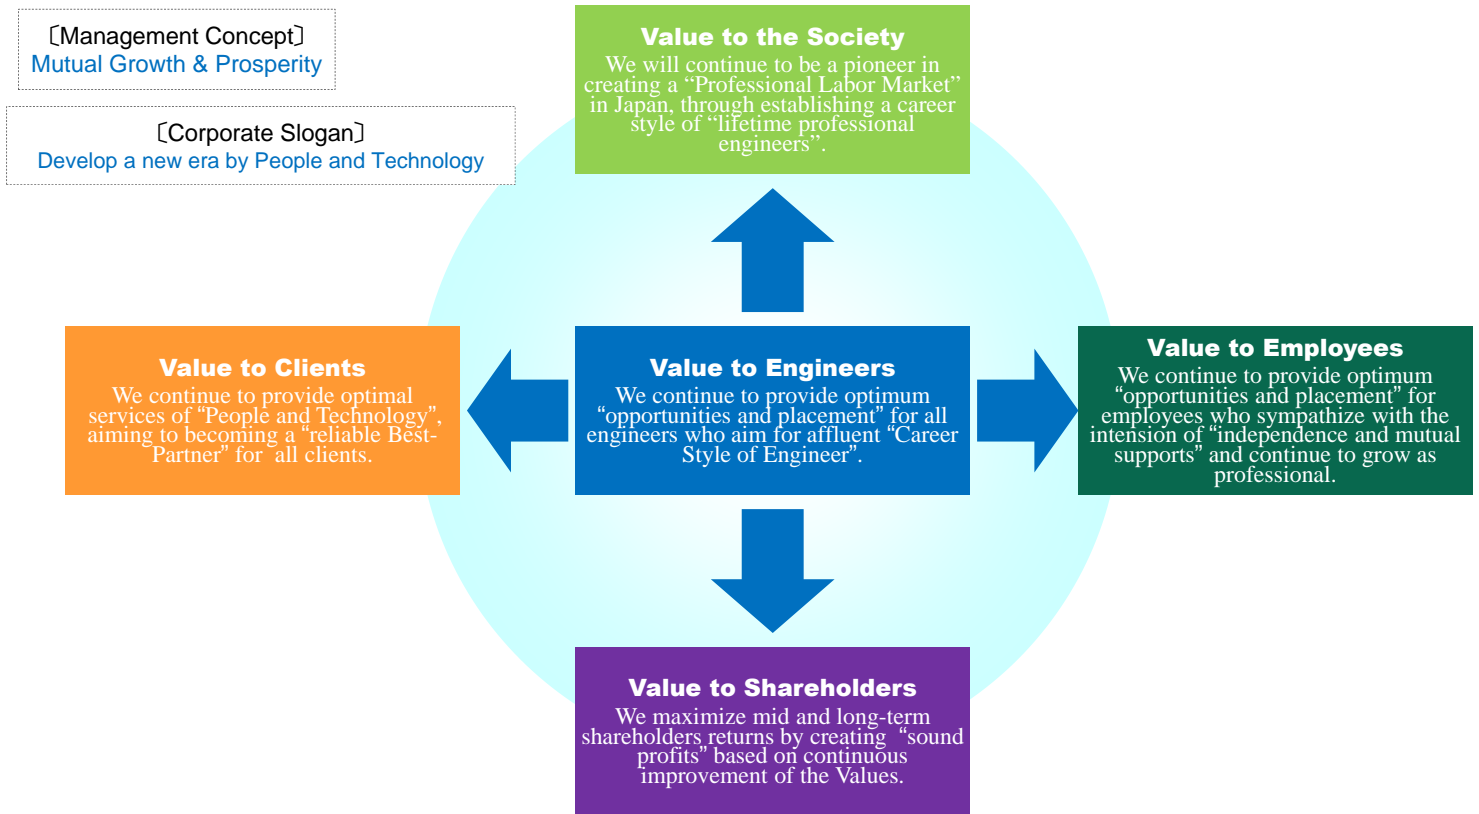 〔Management Concept〕
Mutual Growth & Prosperity
〔Corporate Slogan〕
Develop a new era by People and Technology
Value to the Society
We will continue to be a pioneer in
creating a “Professional Labor Market”
in Japan, through establishing a career
style of “lifetime professional
engineers”.
Value to Clients
We continue to provide optimal
services of “People and Technology”,
aiming to becoming a “reliable Best-
Partner” for all clients.
Value to Engineers
We continue to provide optimum
“opportunities and placement” for all
engineers who aim for affluent “Career
Style of Engineer”.
Value to Employees
We continue to provide optimum
“opportunities and placement” for
employees who sympathize with the
intension of “independence and mutual
supports” and continue to grow as
professional.
Value to Shareholders
We maximize mid and long-term
shareholders returns by creating “sound
profits” based on continuous
improvement of the Values.